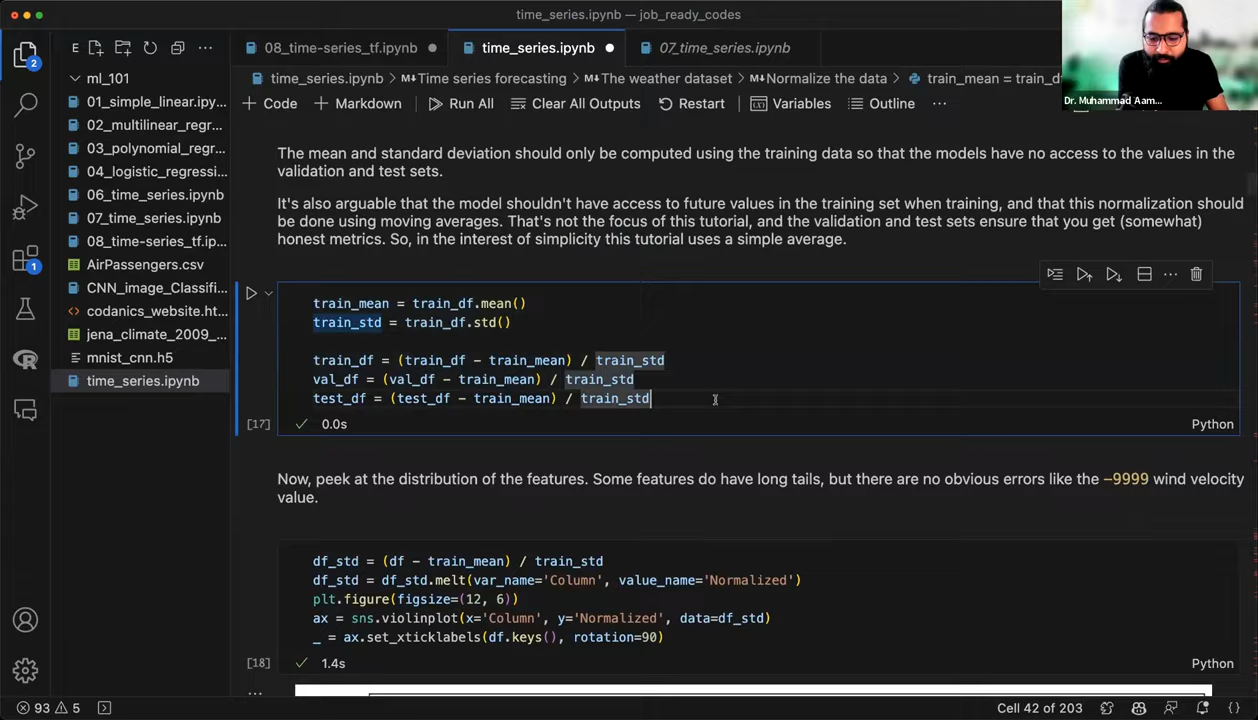 time_series.ipynb — job_ready_codes
Dr. Muhammad Aam...
E
08_time-series_tf.ipynb
time_series.ipynb
07_time_series.ipynb
time_series.ipynb > M↓Time series forecasting > M↓The weather dataset > M↓Normalize the data > train_mean = train_df
+ Code + Markdown Run All Clear All Outputs Restart Variables Outline ...
2
1
ml_101
01_simple_linear.ipy...
02_multilinear_regr...
03_polynomial_regr...
04_logistic_regressi...
06_time_series.ipynb
07_time_series.ipynb
08_time-series_tf.ip...
AirPassengers.csv
CNN_image_Classifi...
codanics_website.ht...
jena_climate_2009_...
mnist_cnn.h5
time_series.ipynb
The mean and standard deviation should only be computed using the training data so that the models have no access to the values in the
validation and test sets.
It's also arguable that the model shouldn't have access to future values in the training set when training, and that this normalization should
be done using moving averages. That's not the focus of this tutorial, and the validation and test sets ensure that you get (somewhat)
honest metrics. So, in the interest of simplicity this tutorial uses a simple average.
train_mean = train_df.mean()
train_std = train_df.std()
train_df = (train_df - train_mean) / train_std
val_df = (val_df - train_mean) / train_std
test_df = (test_df - train_mean) / train_std
[17] ✓ 0.0s Python
Now, peek at the distribution of the features. Some features do have long tails, but there are no obvious errors like the -9999 wind velocity
value.
df_std = (df - train_mean) / train_std
df_std = df_std.melt(var_name='Column', value_name='Normalized')
plt.figure(figsize=(12, 6))
ax = sns.violinplot(x='Column', y='Normalized', data=df_std)
_ = ax.set_xticklabels(df.keys(), rotation=90)
[18] ✓ 1.4s Python
...
93 5 Cell 42 of 203